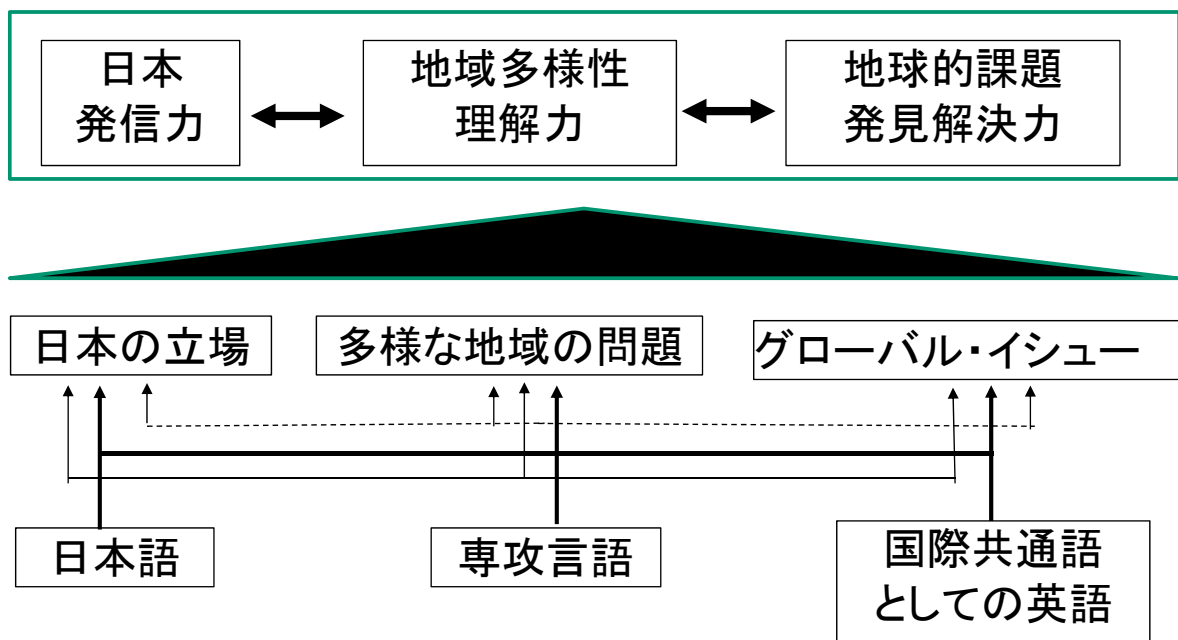 日本
発信力
地域多様性
理解力
地球的課題
発見解決力
日本の立場
多様な地域の問題
グローバル・イシュー
日本語
専攻言語
国際共通語
としての英語